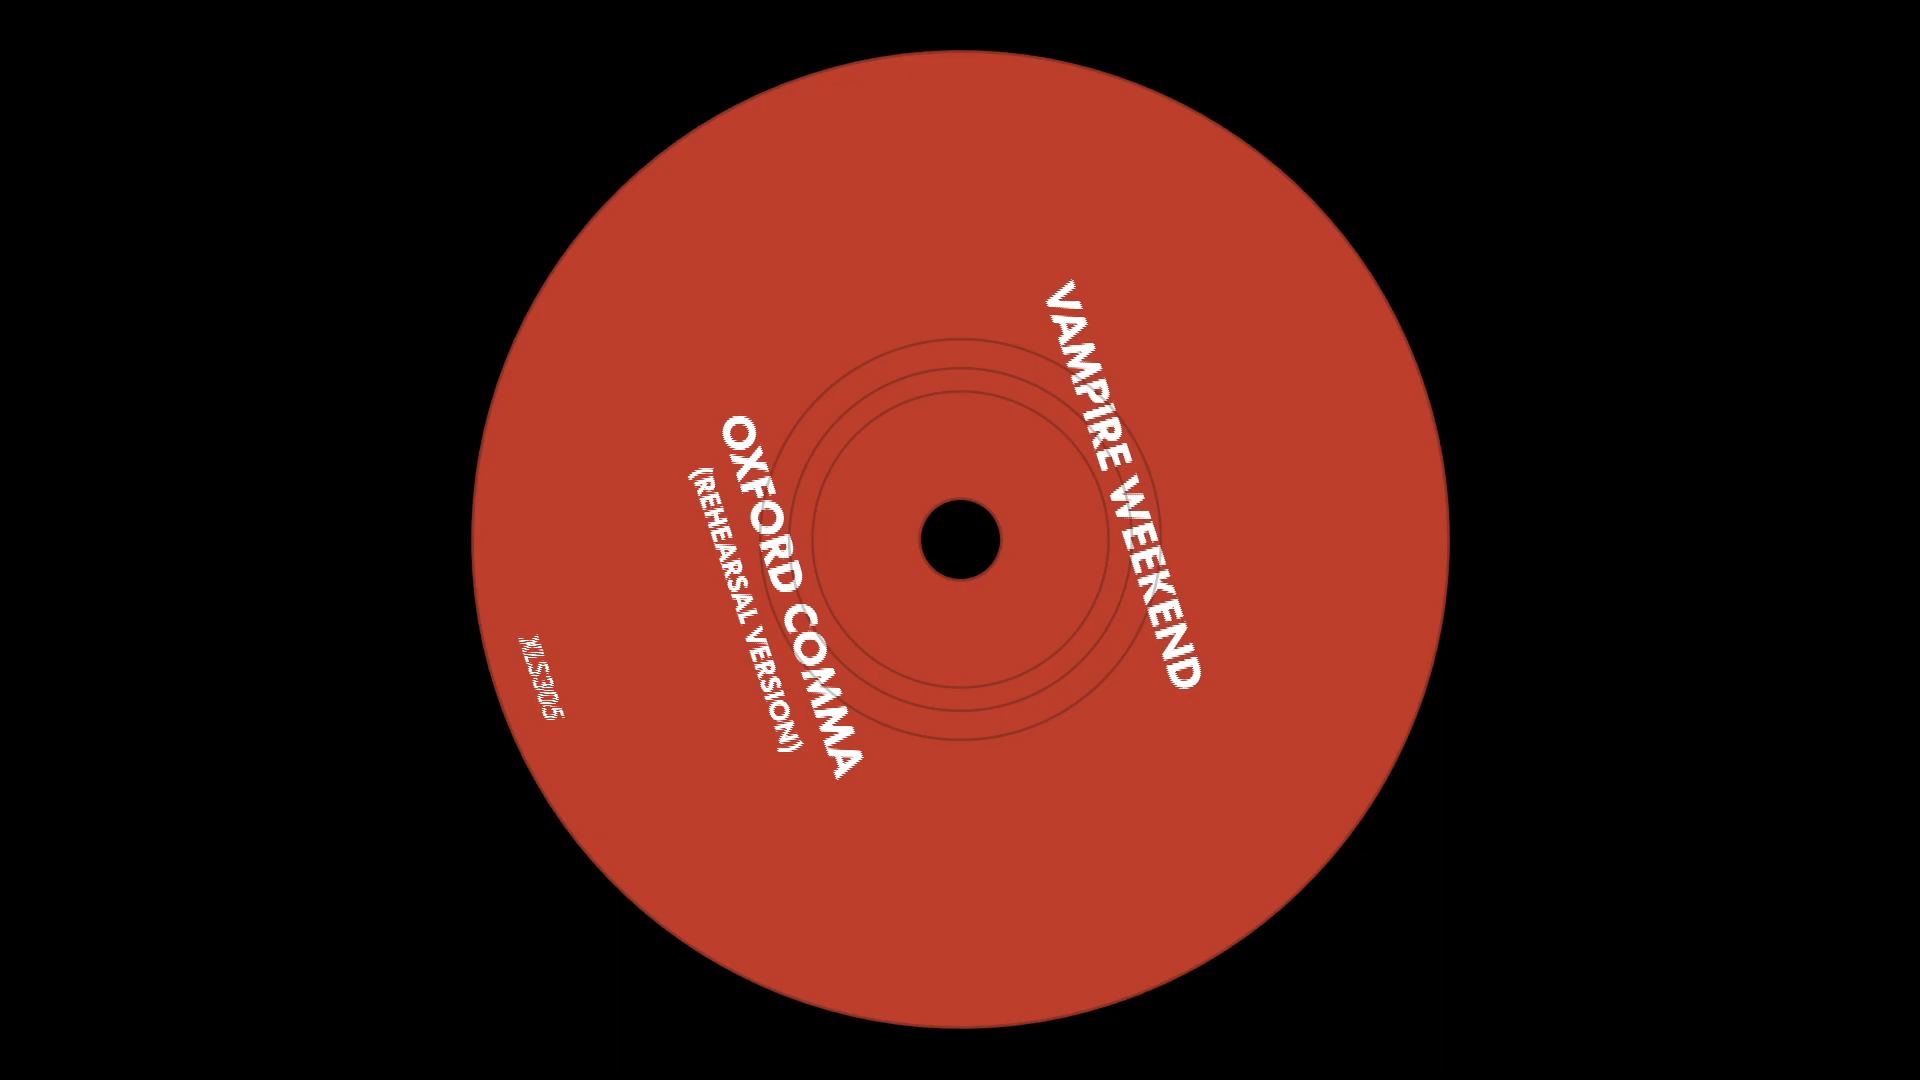 VAMPIRE WEEKEND
OXFORD COMMA
(REHEARSAL VERSION)
XLS305